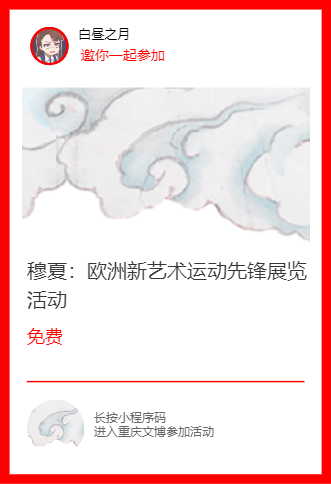 白昼之月
邀你一起参加
穆夏：欧洲新艺术运动先锋展览
活动
免费
长按小程序码
进入重庆文博参加活动